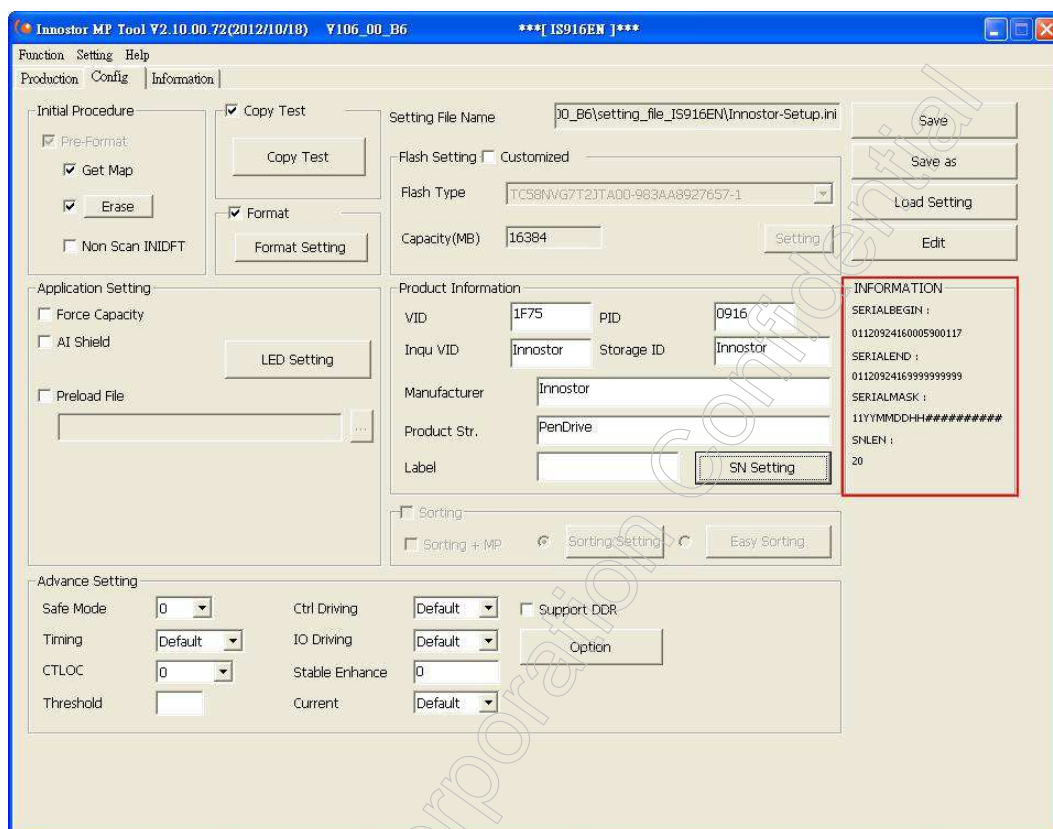 Innostor MP Tool V2.10.00.72(2012/10/18) V106_00_B6 ***[ IS916EN ]***
Function Setting Help
Production Config Information
Initial Procedure
Pre-Format
Get Map
Erase
Non Scan INIDFT
Copy Test
Copy Test
Format
Format Setting
Setting File Name
00_B6\setting_file_IS916EN\Innostor-Setup.ini
Flash Setting Customized
Flash Type
TC58NVG7T2JTA00-983AA8927657-1
Capacity(MB) 16384 Setting
Save
Save as
Load Setting
Edit
Application Setting
Force Capacity
AI Shield
LED Setting
Preload File
...
Product Information
VID 1F75 PID 0916
Inqu VID Innostor Storage ID Innostor
Manufacturer Innostor
Product Str. PenDrive
Label SN Setting
INFORMATION
SERIALBEGIN :
01120924160005900117
SERIALEND :
01120924169999999999
SERIALMASK :
11YYMMDDHH##########
SNLEN :
20
Sorting
Sorting + MP Sorting Setting Easy Sorting
Advance Setting
Safe Mode 0 Ctrl Driving Default Support DDR
Timing Default IO Driving Default Option
CTLOC 0 Stable Enhance 0
Threshold Current Default
Corporation Confidential